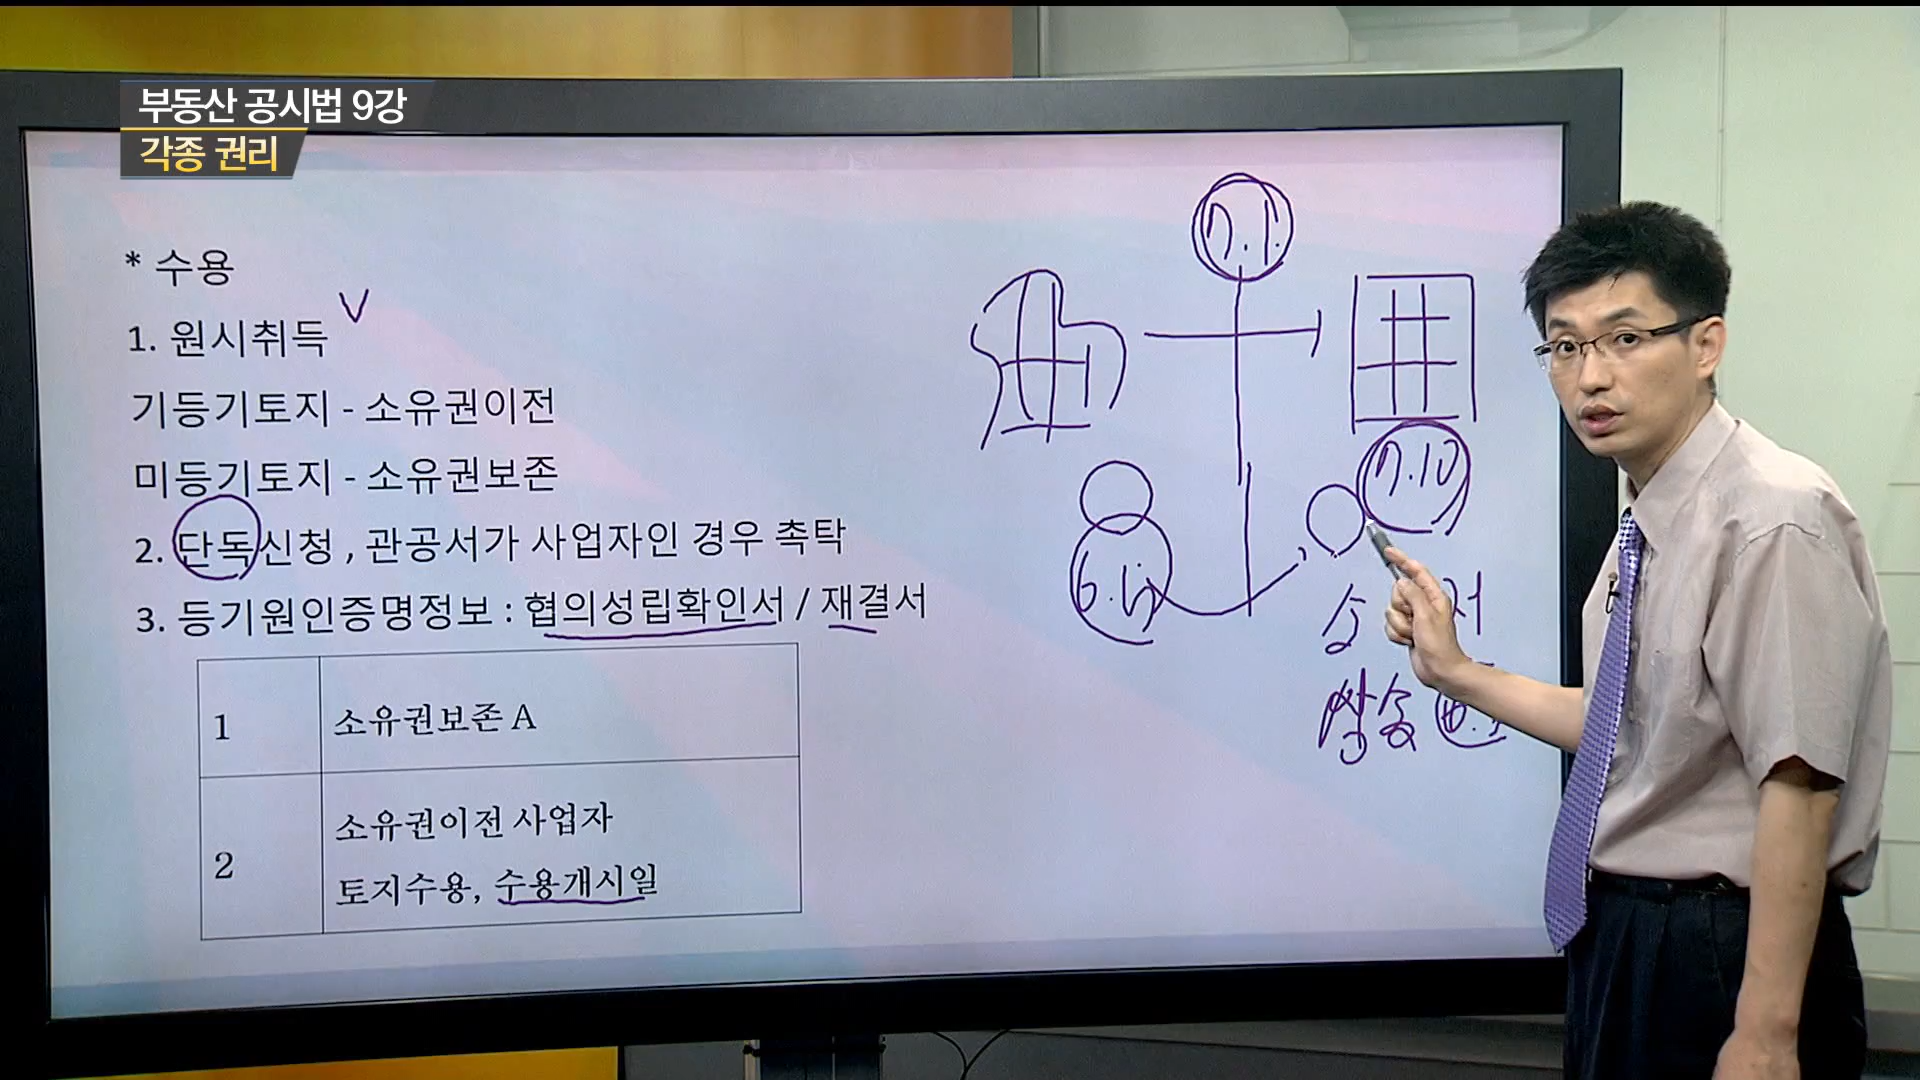 부동산 공시법 9강
각종 권리
* 수용
1. 원시취득
기등기토지 - 소유권이전
미등기토지 - 소유권보존
2. 단독신청 , 관공서가 사업자인 경우 촉탁
3. 등기원인증명정보 : 협의성립확인서 / 재결서
1 소유권보존 A
2 소유권이전 사업자
토지수용, 수용개시일
7. 1.
7. 10
6. 5